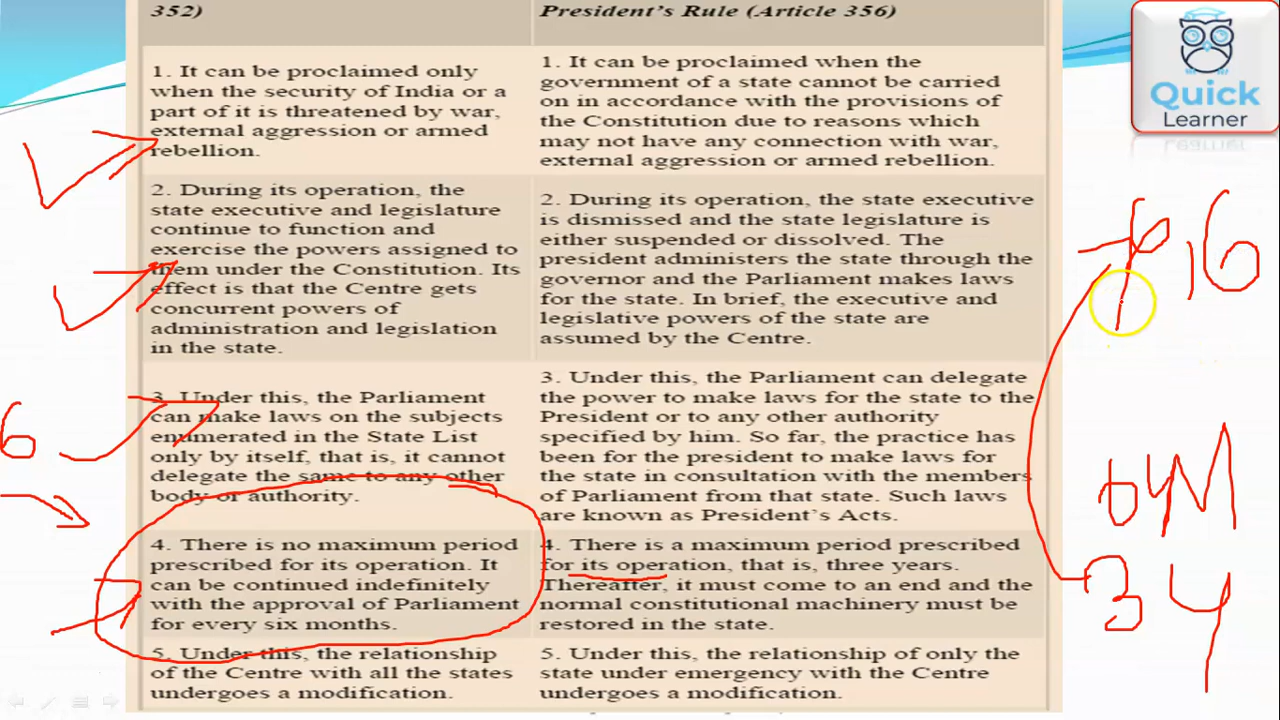 352)
President's Rule (Article 356)
1. It can be proclaimed only
when the security of India or a
part of it is threatened by war,
external aggression or armed
rebellion.
1. It can be proclaimed when the
government of a state cannot be carried
on in accordance with the provisions of
the Constitution due to reasons which
may not have any connection with war,
external aggression or armed rebellion.
2. During its operation, the
state executive and legislature
continue to function and
exercise the powers assigned to
them under the Constitution. Its
effect is that the Centre gets
concurrent powers of
administration and legislation
in the state.
2. During its operation, the state executive
is dismissed and the state legislature is
either suspended or dissolved. The
president administers the state through the
governor and the Parliament makes laws
for the state. In brief, the executive and
legislative powers of the state are
assumed by the Centre.
3. Under this, the Parliament
can make laws on the subjects
enumerated in the State List
only by itself, that is, it cannot
delegate the same to any other
body or authority.
3. Under this, the Parliament can delegate
the power to make laws for the state to the
President or to any other authority
specified by him. So far, the practice has
been for the president to make laws for
the state in consultation with the members
of Parliament from that state. Such laws
are known as President's Acts.
4. There is no maximum period
prescribed for its operation. It
can be continued indefinitely
with the approval of Parliament
for every six months.
4. There is a maximum period prescribed
for its operation, that is, three years.
Thereafter, it must come to an end and the
normal constitutional machinery must be
restored in the state.
5. Under this, the relationship
of the Centre with all the states
undergoes a modification.
5. Under this, the relationship of only the
state under emergency with the Centre
undergoes a modification.
Quick
Learner
6
16
3 Y